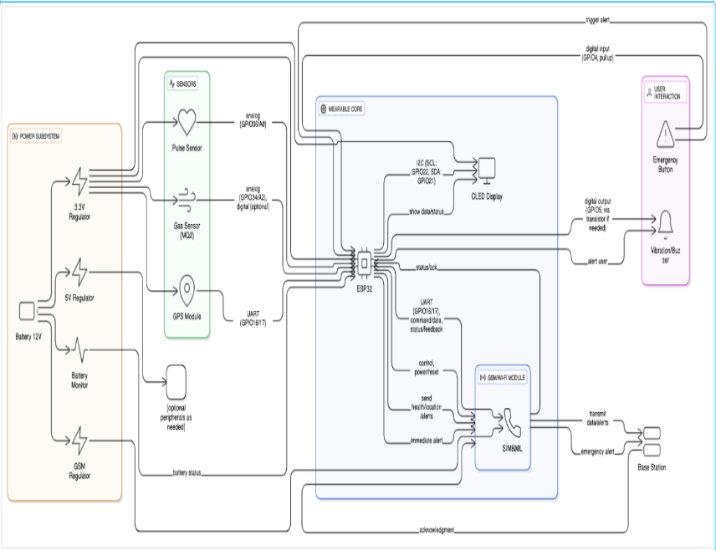 trigger alert
digital input
(GPIO4, pullup)
SENSORS
USER
INTERACTION
WEARABLE CORE
POWER SUBSYSTEM
analog
(GPIO36/A0)
Pulse Sensor
Emergency
Button
I2C (SCL:
GPIO22, SDA:
GPIO21)
OLED Display
analog
(GPIO34/A2),
digital (optional)
3.3V
Regulator
Gas Sensor
(MQ2)
show data/status
digital output
(GPIO5, via
transistor if
needed)
Vibration/Buz
zer
alert user
status/ack
ESP32
5V Regulator
GPS Module
UART
(GPIO16/17)
UART
(GPIO16/17),
command/data,
status/feedback
Battery 12V
Battery
Monitor
control,
power/reset
GSM/WI-FI MODULE
(optional
peripherals as
needed)
send
health/location
/alerts
immediate alert
SIM800L
transmit
data/alerts
emergency alert
Base Station
GSM
Regulator
battery status
acknowledgment